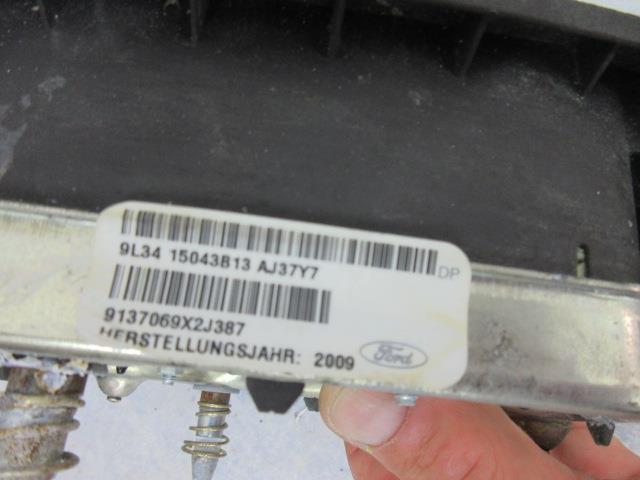 9L34 15043B13 AJ37Y7
DP
9137069X2J387
HERSTELLUNGSJAHR: 2009
Ford